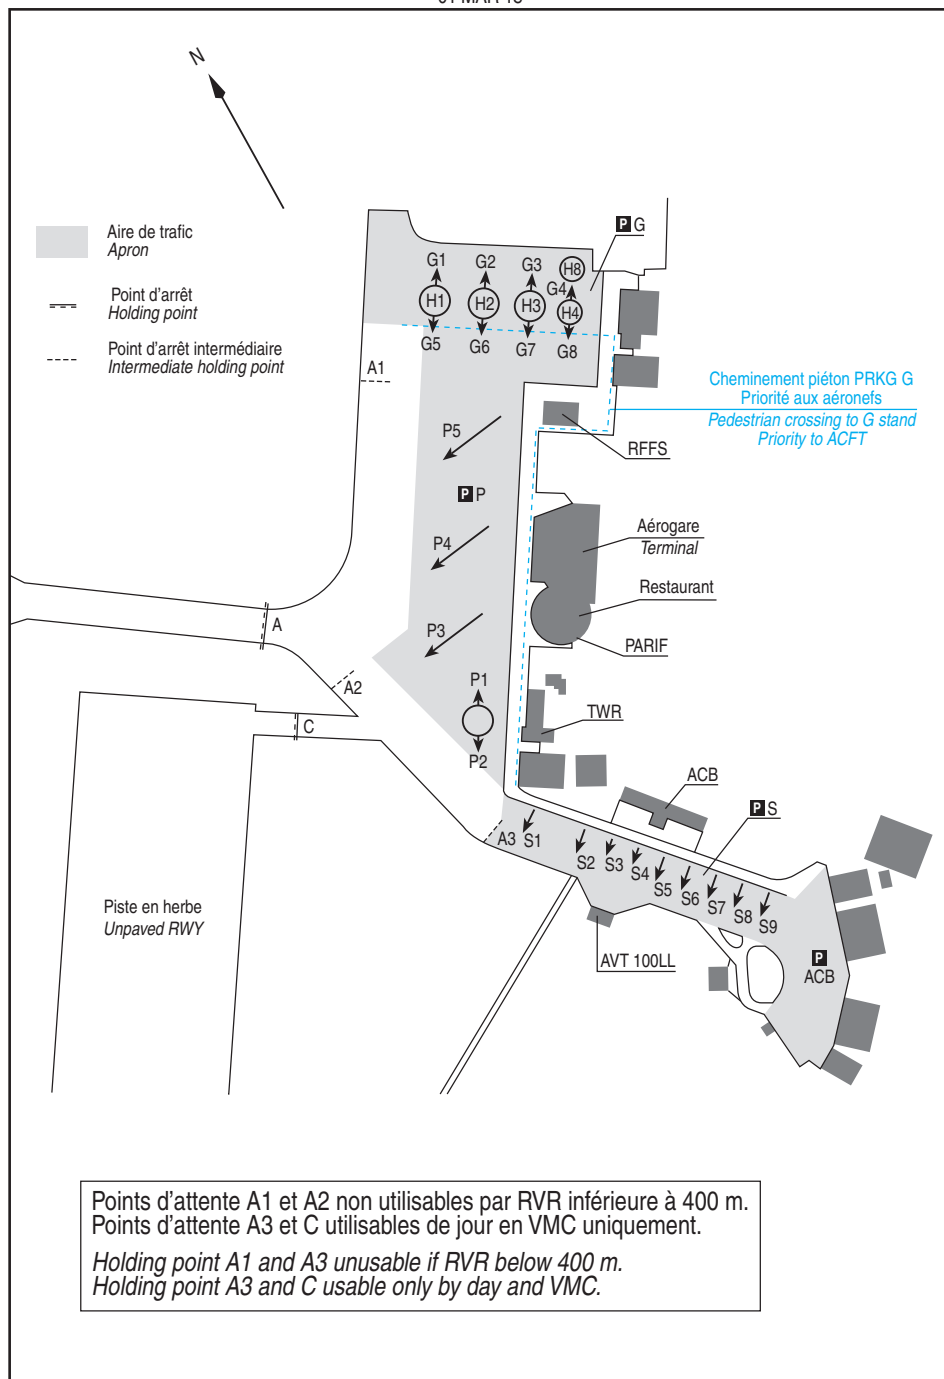 N
Aire de trafic
Apron
Point d'arrêt
Holding point
Point d'arrêt intermédiaire
Intermediate holding point
P G
G1
G2
G3
H8
G4
H1
H2
H3
H4
G5
G6
G7
G8
A1
Cheminement piéton PRKG G
Priorité aux aéronefs
Pedestrian crossing to G stand
Priority to ACFT
P5
RFFS
P P
Aérogare
Terminal
P4
Restaurant
A
P3
PARIF
A2
P1
C
TWR
P2
ACB
P S
A3
S1
S2
S3
S4
S5
S6
S7
S8
S9
Piste en herbe
Unpaved RWY
AVT 100LL
P
ACB
Points d'attente A1 et A2 non utilisables par RVR inférieure à 400 m.
Points d'attente A3 et C utilisables de jour en VMC uniquement.
Holding point A1 and A3 unusable if RVR below 400 m.
Holding point A3 and C usable only by day and VMC.